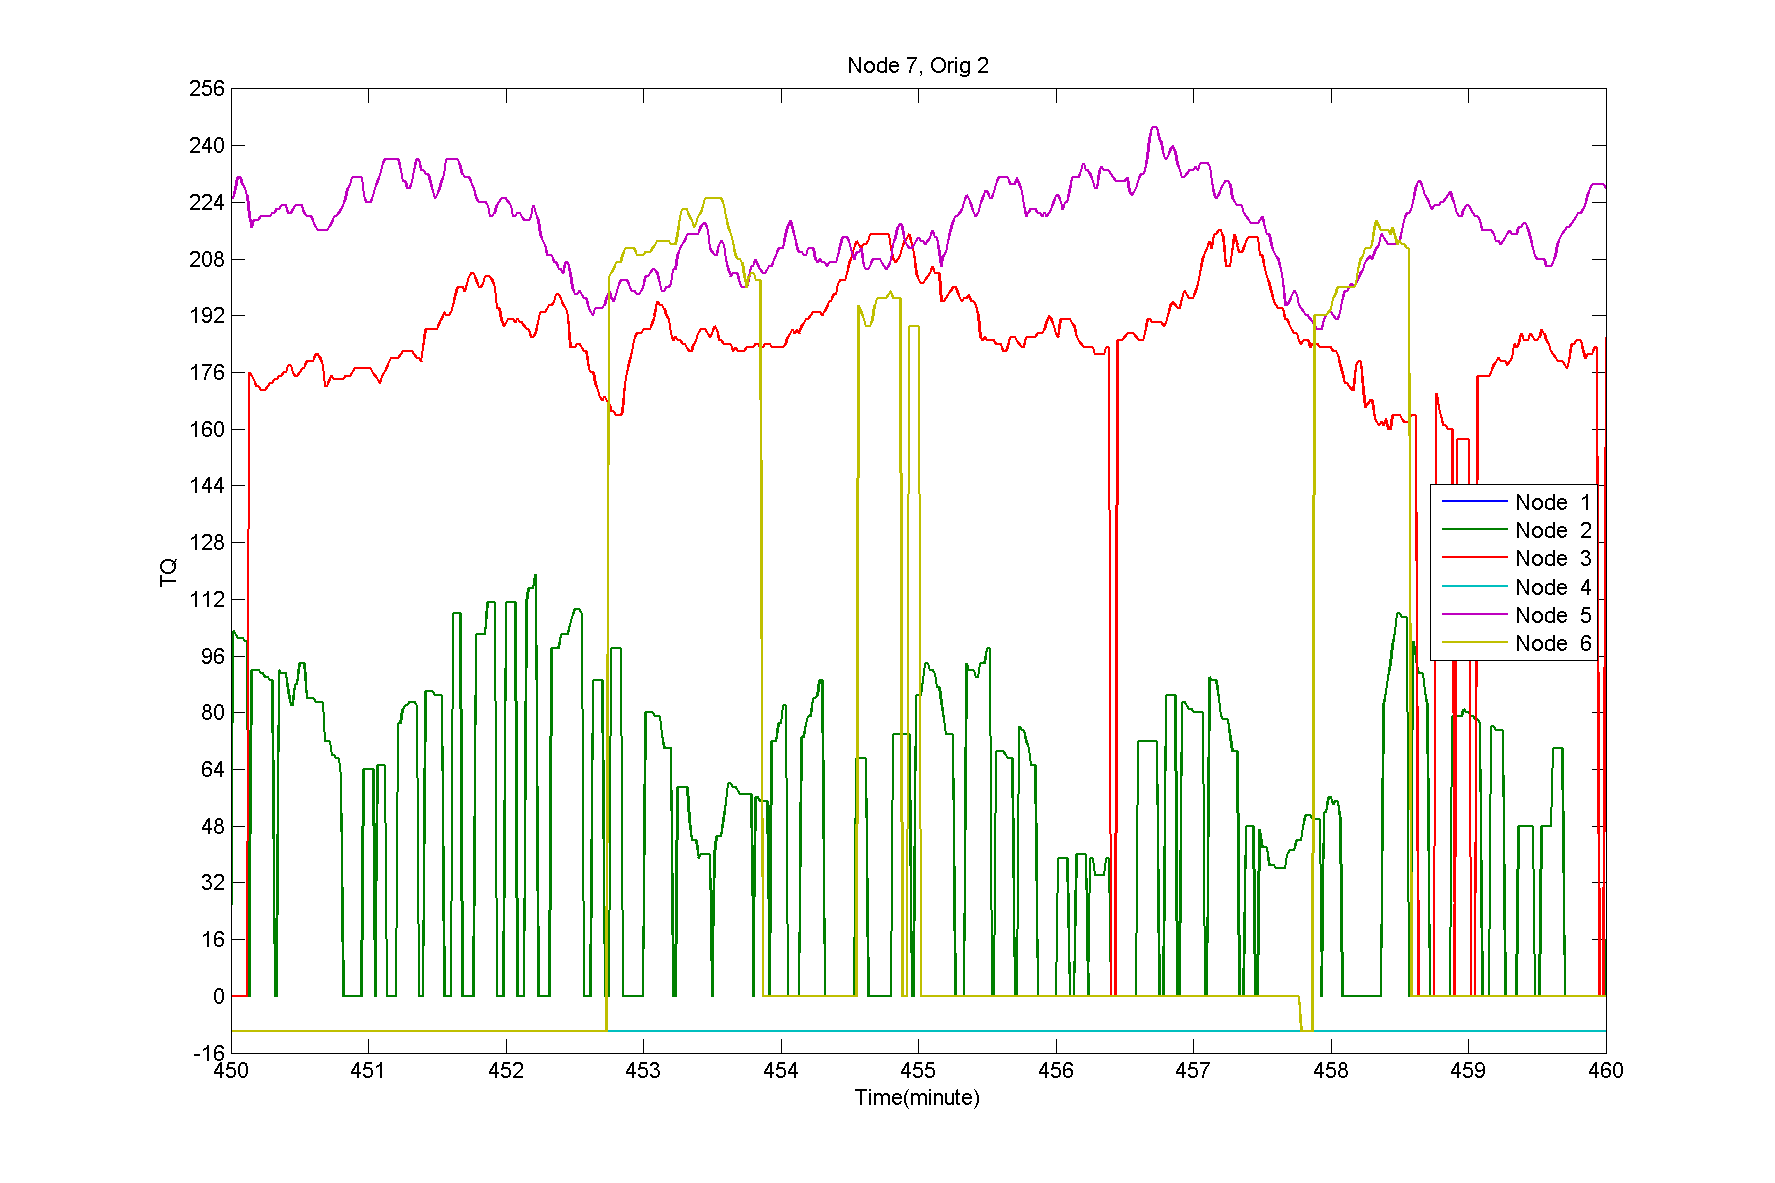 Node 7, Orig 2
256
240
224
208
192
176
160
144
128
112
96
80
64
48
32
16
0
-16
TQ
Node 1
Node 2
Node 3
Node 4
Node 5
Node 6
450 451 452 453 454 455 456 457 458 459 460
Time(minute)